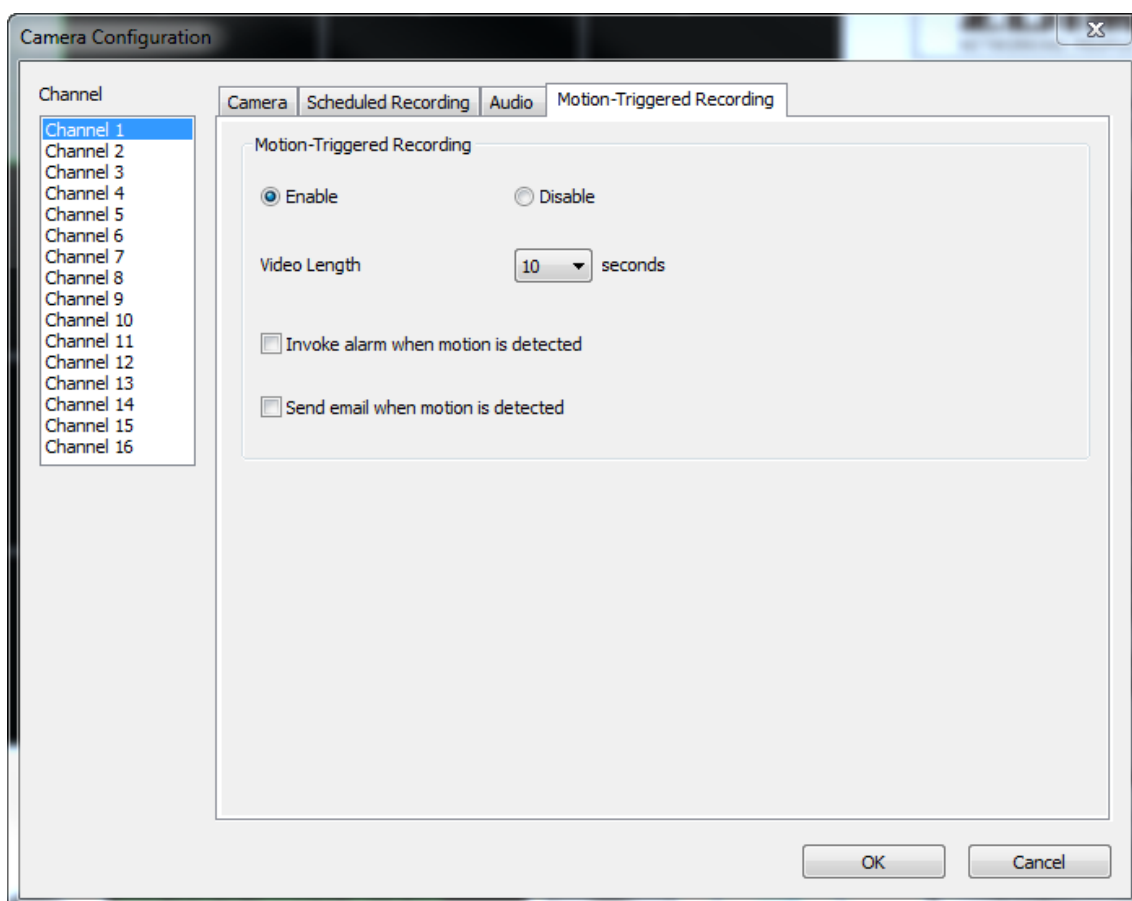 Camera Configuration
Channel
Channel 1
Channel 2
Channel 3
Channel 4
Channel 5
Channel 6
Channel 7
Channel 8
Channel 9
Channel 10
Channel 11
Channel 12
Channel 13
Channel 14
Channel 15
Channel 16
Camera Scheduled Recording Audio Motion-Triggered Recording
Motion-Triggered Recording
Enable Disable
Video Length 10 seconds
Invoke alarm when motion is detected
Send email when motion is detected
OK Cancel